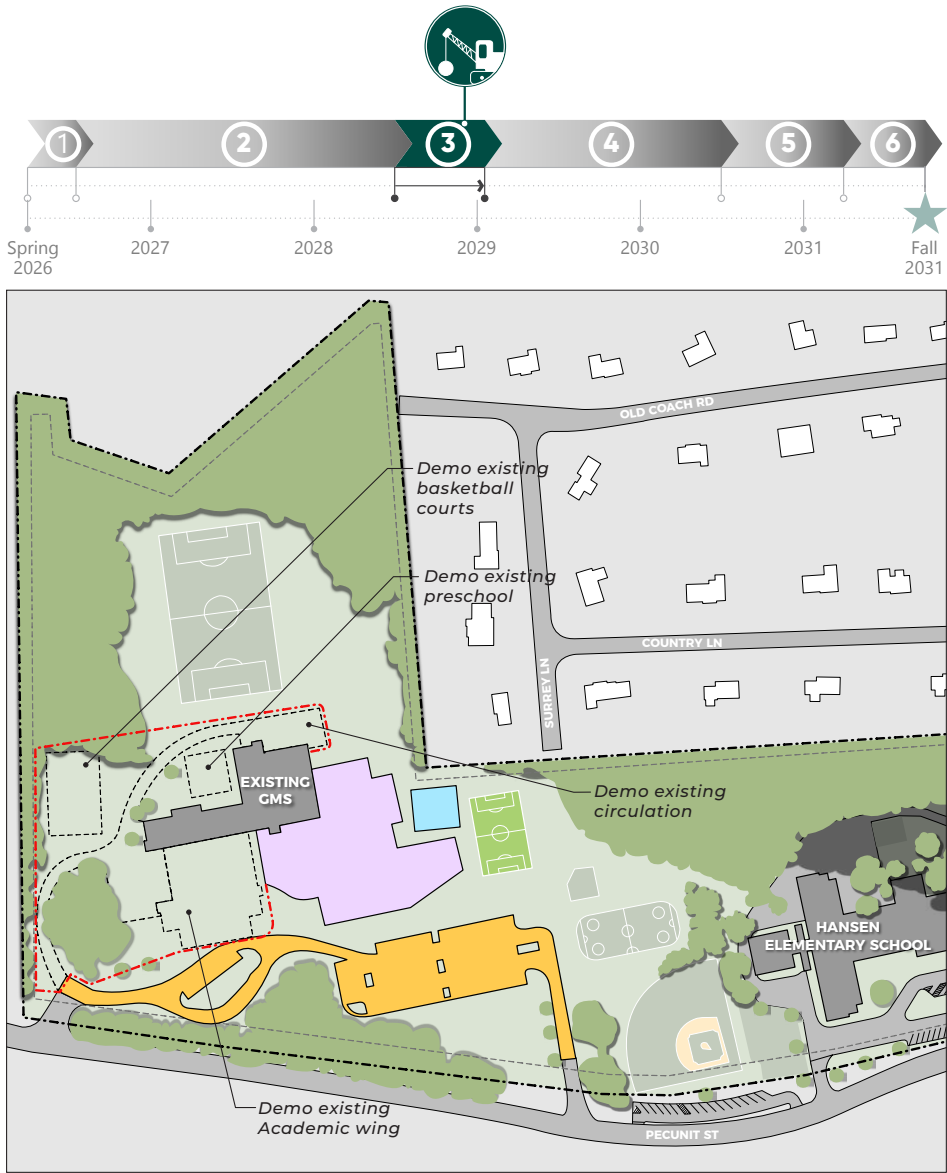 1
2
3
4
5
6
Spring
2026
2027
2028
2029
2030
2031
Fall
2031
OLD COACH RD
Demo existing
basketball
courts
Demo existing
preschool
COUNTRY LN
SURREY LN
EXISTING
GMS
Demo existing
circulation
HANSEN
ELEMENTARY SCHOOL
Demo existing
Academic wing
PECUNIT ST